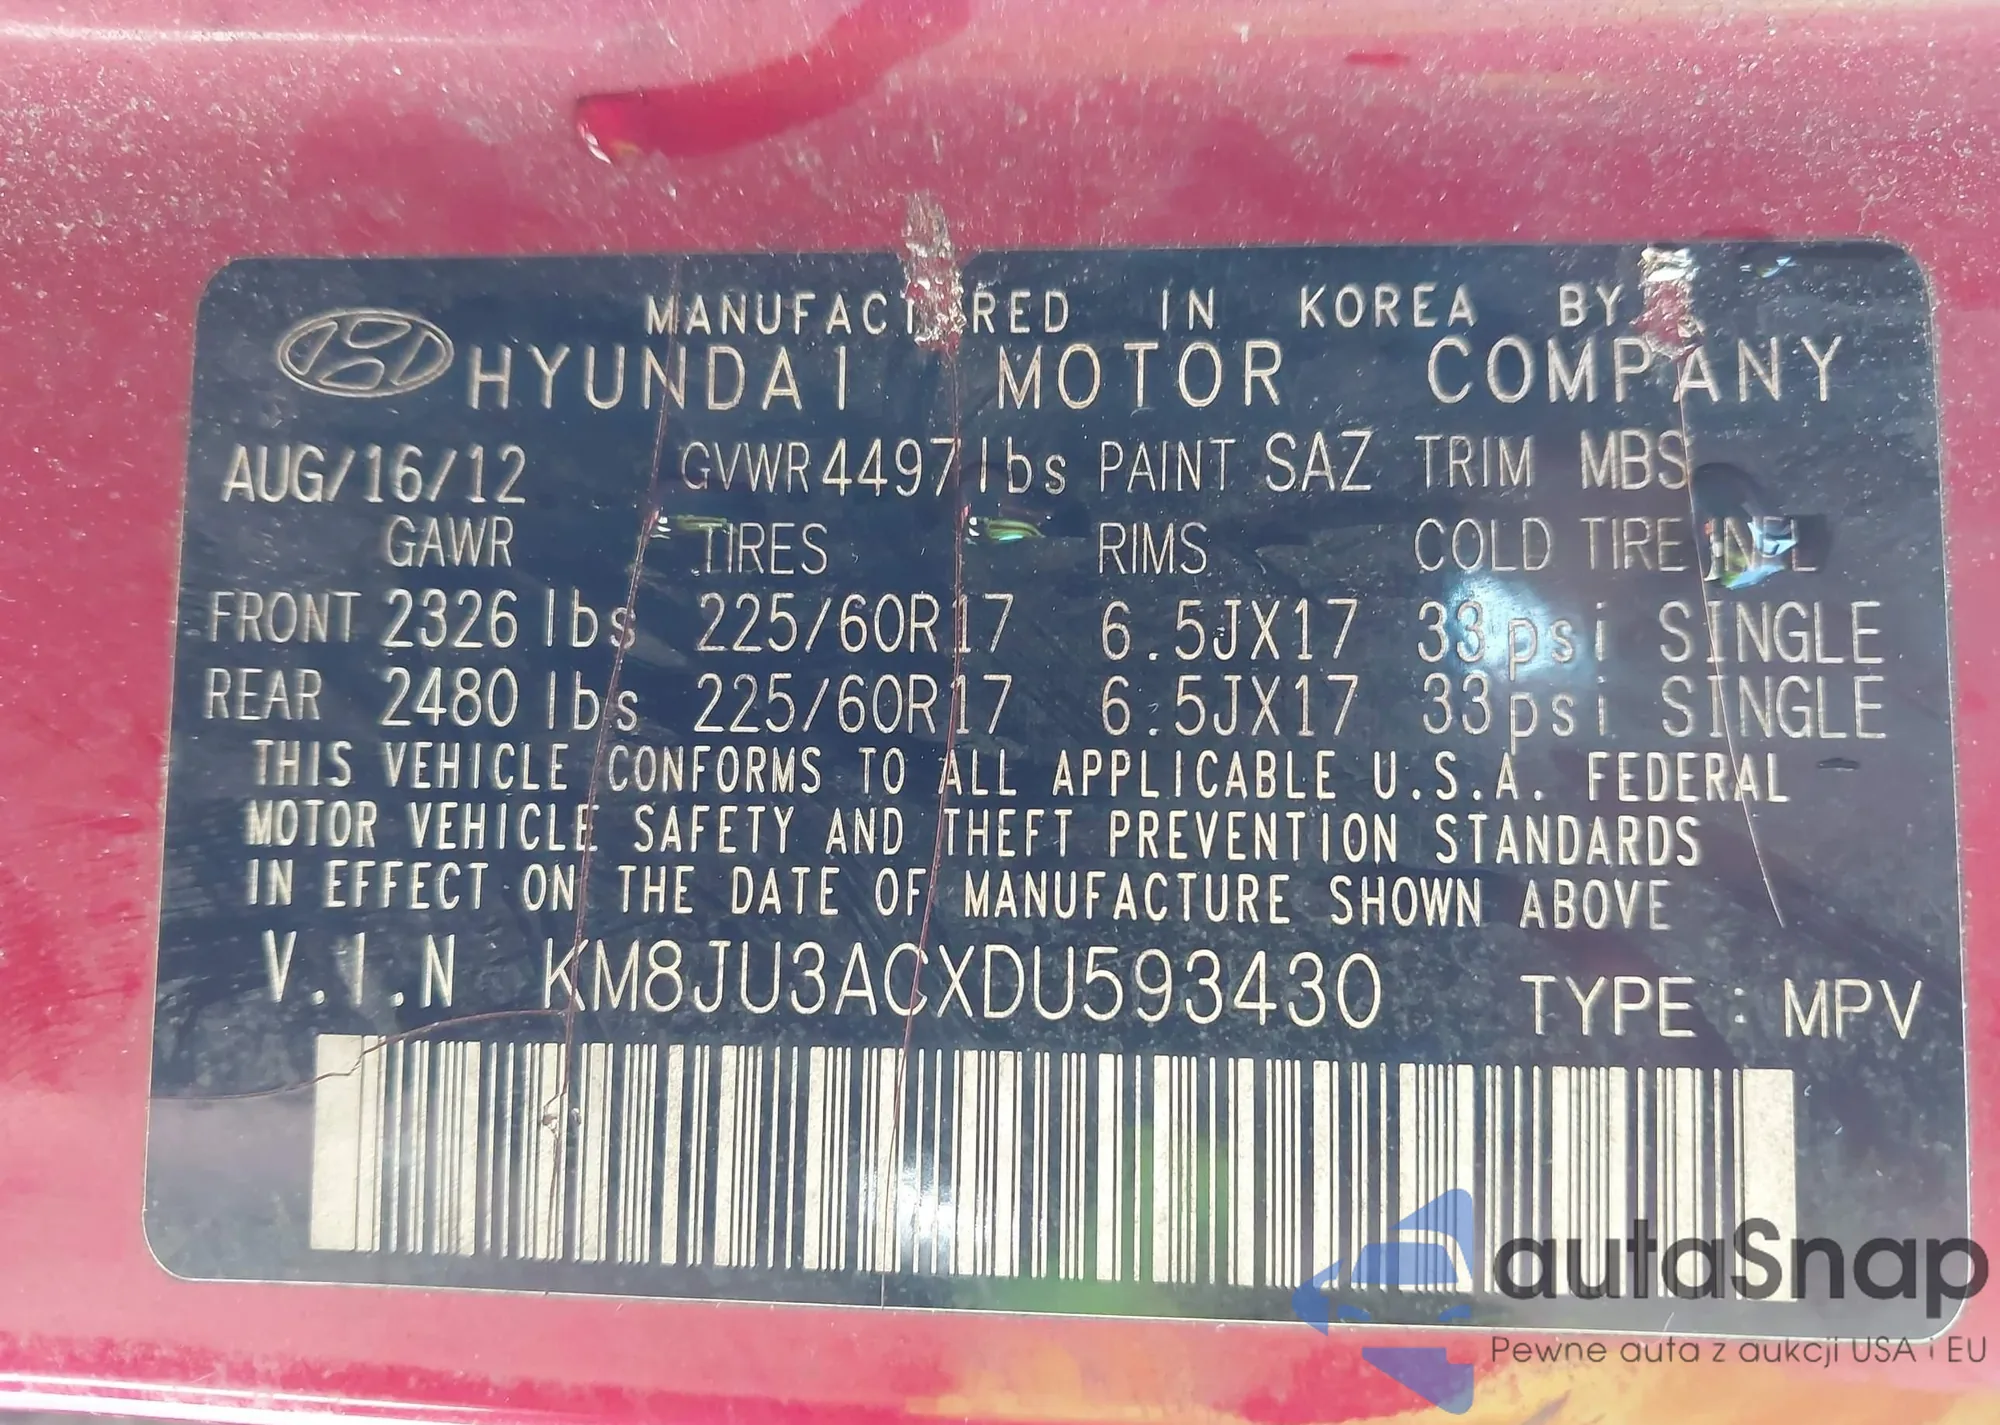 MANUFACTURED IN KOREA BY
HYUNDAI MOTOR COMPANY
AUG/16/12 GVWR 4497 lbs PAINT SAZ TRIM MBS
GAWR TIRES RIMS COLD TIRE INFL
FRONT 2326 lbs 225/60R17 6.5JX17 33psi SINGLE
REAR 2480 lbs 225/60R17 6.5JX17 33psi SINGLE
THIS VEHICLE CONFORMS TO ALL APPLICABLE U.S.A. FEDERAL
MOTOR VEHICLE SAFETY AND THEFT PREVENTION STANDARDS
IN EFFECT ON THE DATE OF MANUFACTURE SHOWN ABOVE
V.I.N KM8JU3ACXDU593430 TYPE : MPV
autaSnap
Pewne auta z aukcji USA i EU